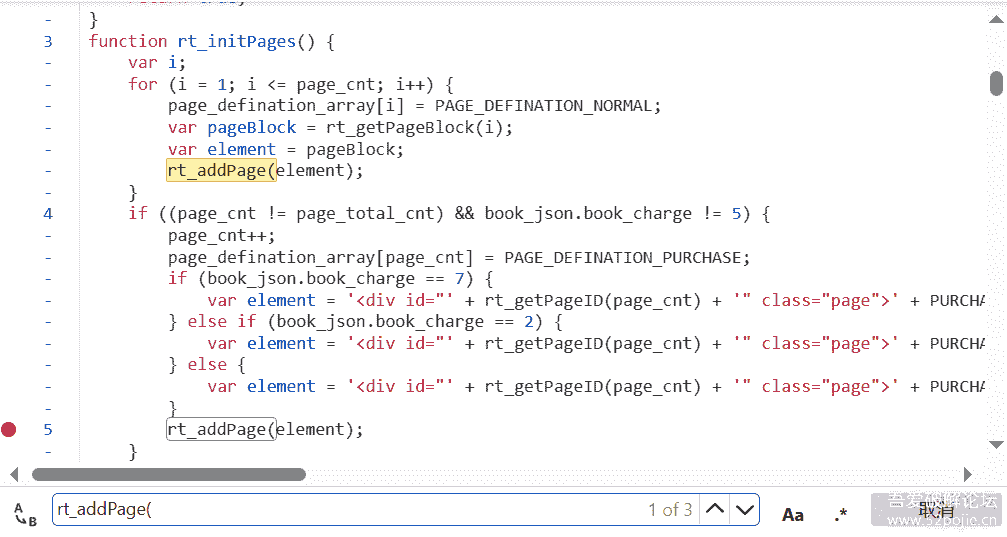 - }
3 function rt_initPages() {
- var i;
- for (i = 1; i <= page_cnt; i++) {
- page_defination_array[i] = PAGE_DEFINATION_NORMAL;
- var pageBlock = rt_getPageBlock(i);
- var element = pageBlock;
- rt_addPage(element);
- }
4 if ((page_cnt != page_total_cnt) && book_json.book_charge != 5) {
- page_cnt++;
- page_defination_array[page_cnt] = PAGE_DEFINATION_PURCHASE;
- if (book_json.book_charge == 7) {
- var element = '<div id="' + rt_getPageID(page_cnt) + '" class="page">' + PURCHA
- } else if (book_json.book_charge == 2) {
- var element = '<div id="' + rt_getPageID(page_cnt) + '" class="page">' + PURCHA
- } else {
- var element = '<div id="' + rt_getPageID(page_cnt) + '" class="page">' + PURCHA
- }
5 rt_addPage(element);
- }
A B rt_addPage( 1 of 3 Aa .* 取消
吾爱破解论坛
www.52pojie.cn